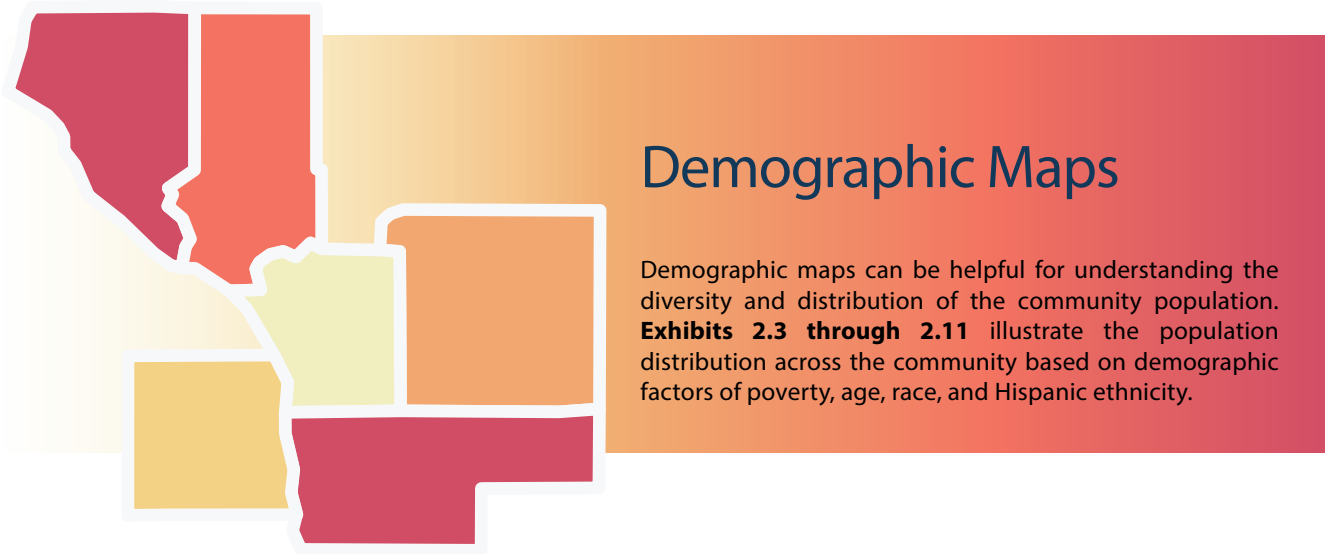 Demographic Maps
Demographic maps can be helpful for understanding the
diversity and distribution of the community population.
Exhibits 2.3 through 2.11 illustrate the population
distribution across the community based on demographic
factors of poverty, age, race, and Hispanic ethnicity.